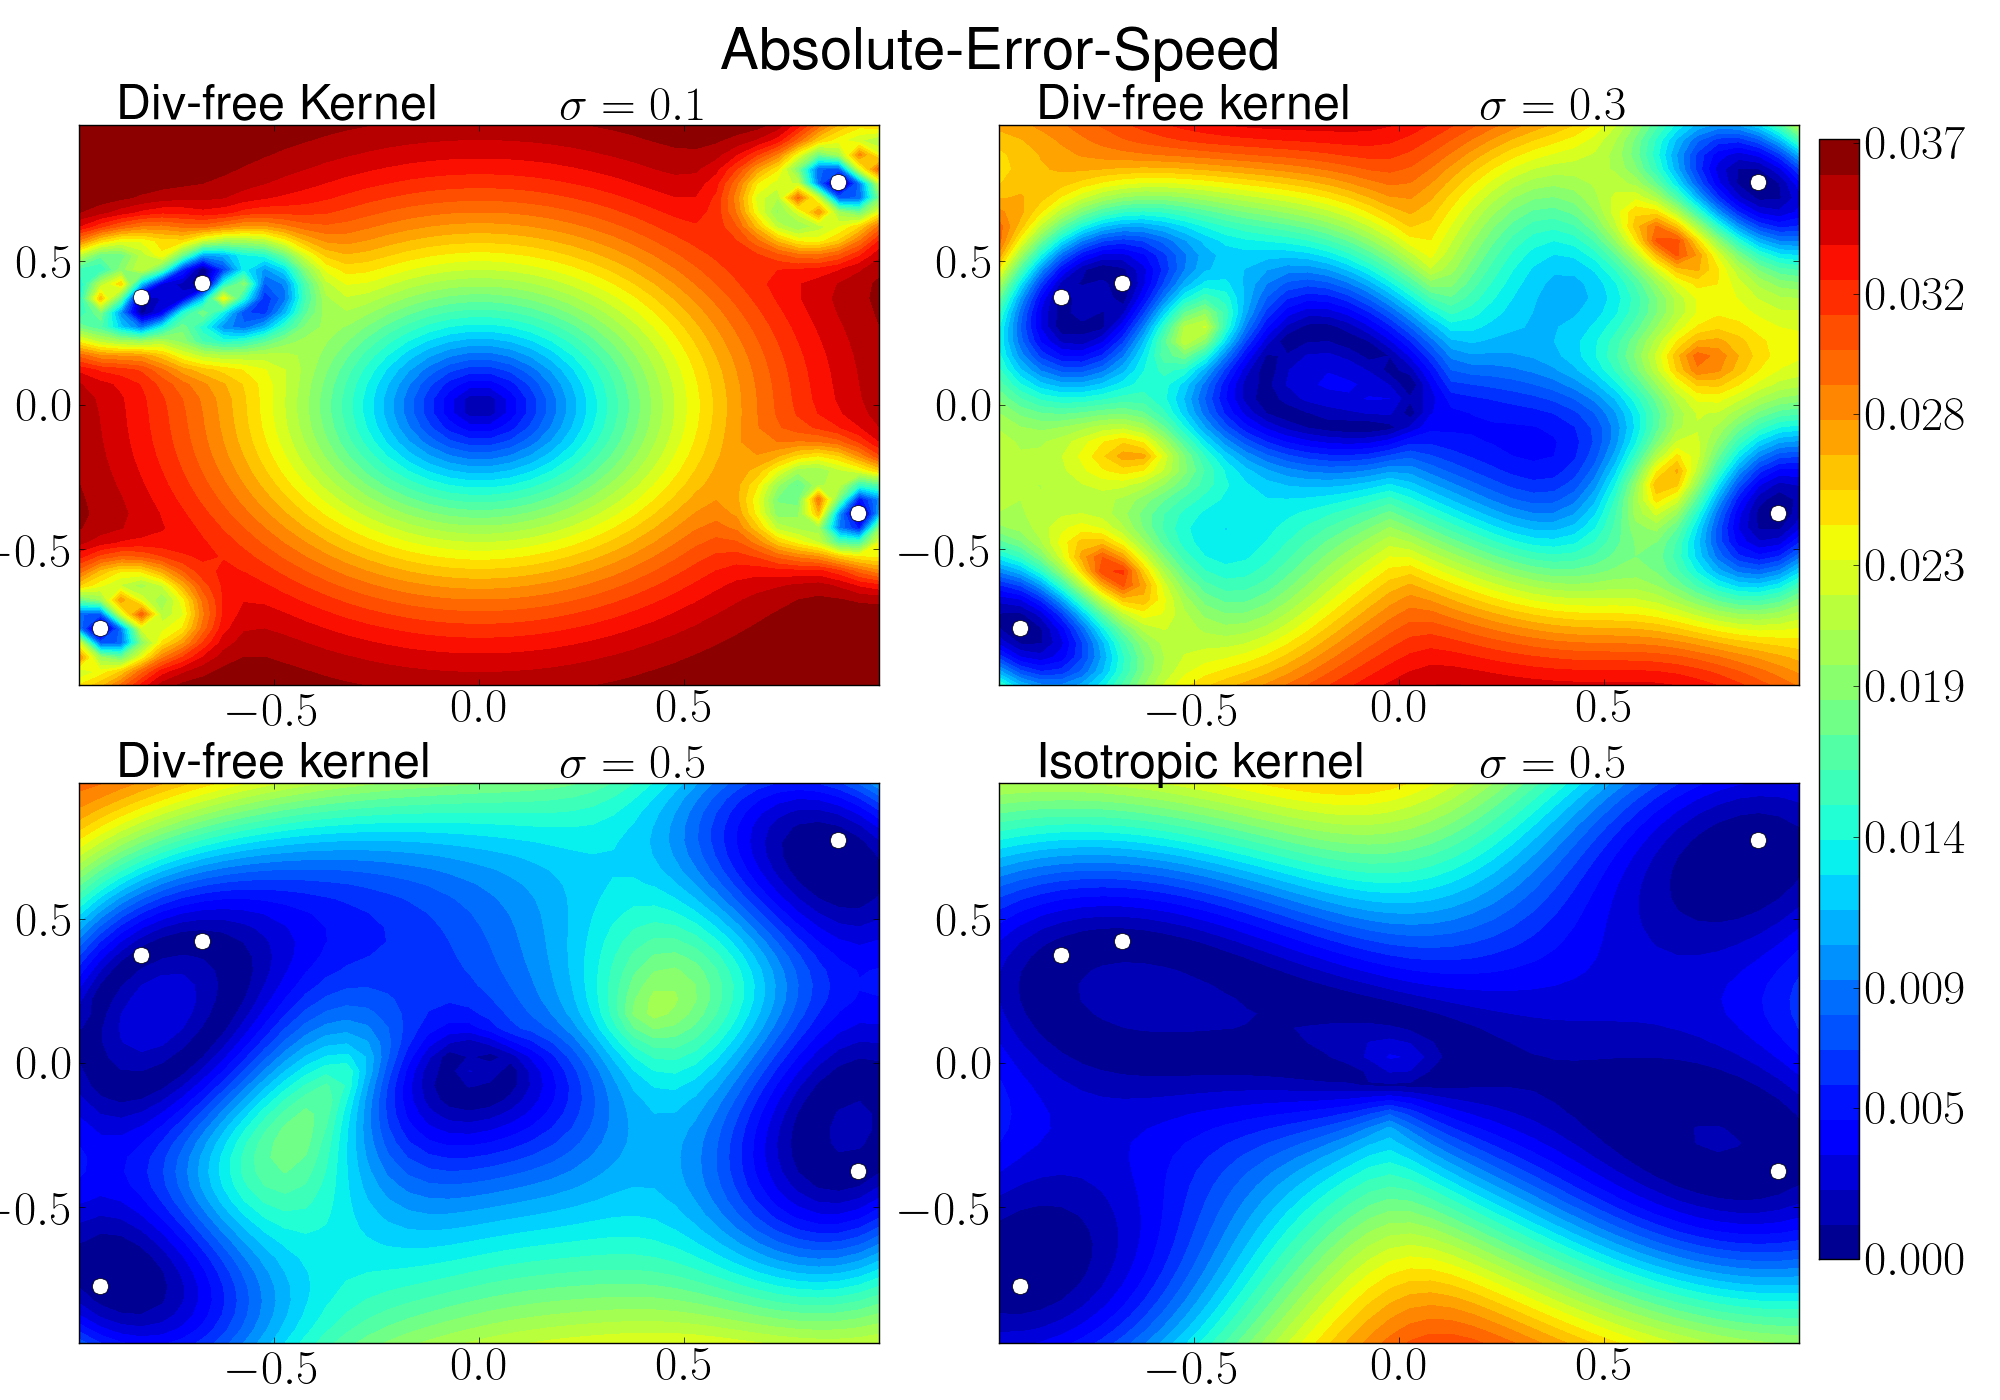 Absolute-Error-Speed
Div-free Kernel σ = 0.1
Div-free kernel σ = 0.3
0.5
0.0
−0.5
−0.5 0.0 0.5
0.5
0.0
−0.5
−0.5 0.0 0.5
Div-free kernel σ = 0.5
Isotropic kernel σ = 0.5
0.5
0.0
−0.5
−0.5 0.0 0.5
0.5
0.0
−0.5
−0.5 0.0 0.5
0.037
0.032
0.028
0.023
0.019
0.014
0.009
0.005
0.000